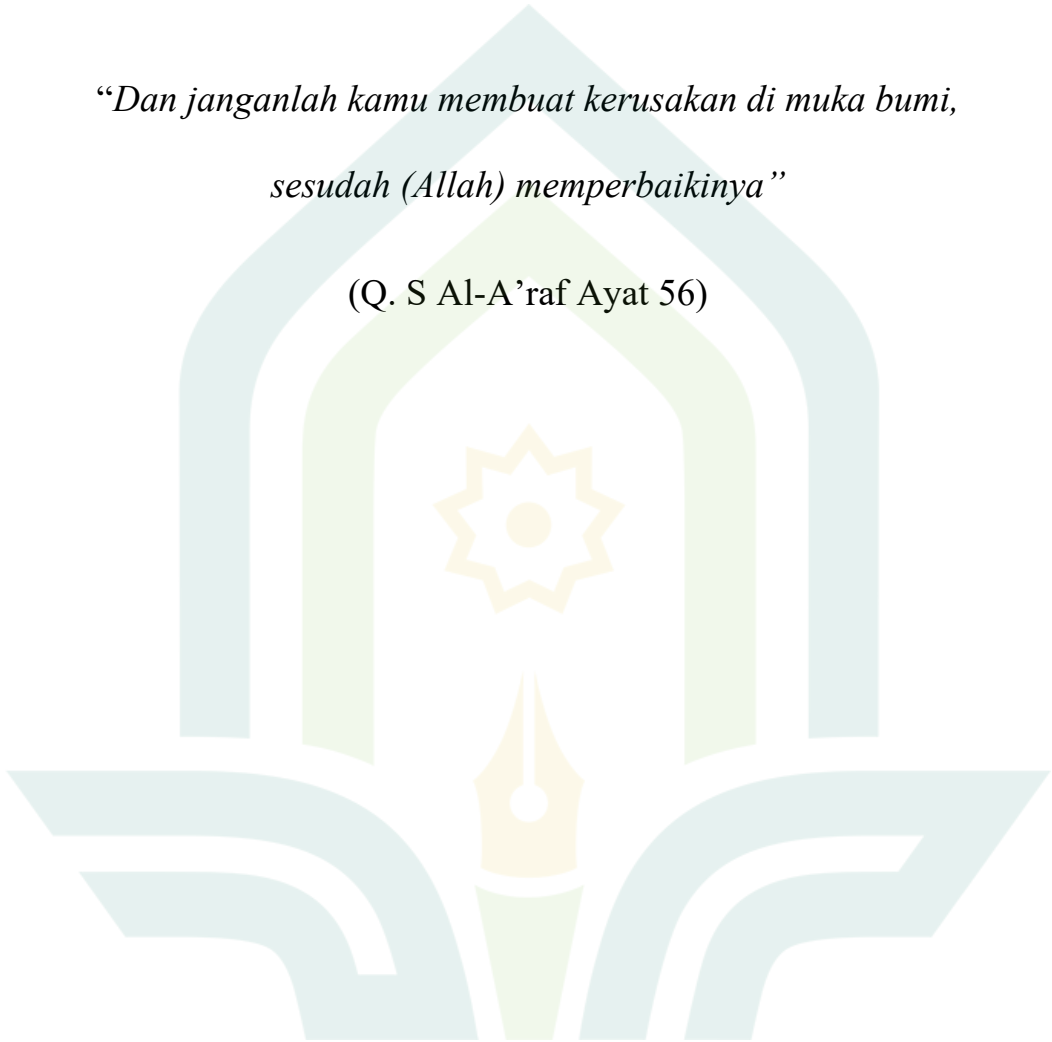 “Dan janganlah kamu membuat kerusakan di muka bumi,
sesudah (Allah) memperbaikinya”
(Q. S Al-A’raf Ayat 56)